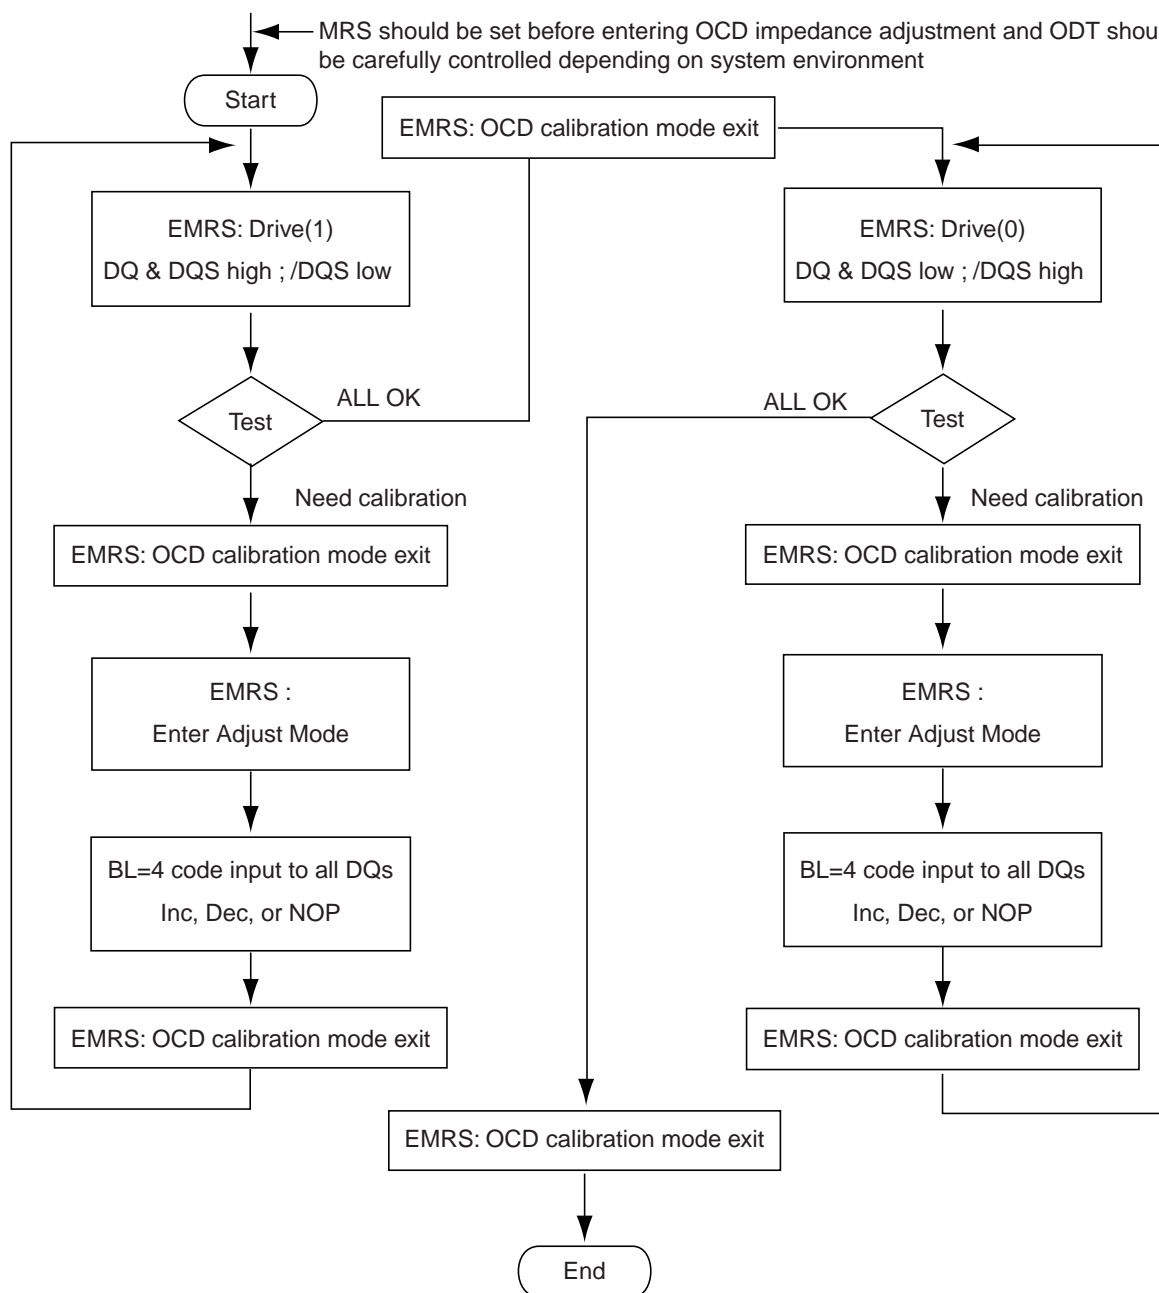 MRS should be set before entering OCD impedance adjustment and ODT shou
be carefully controlled depending on system environment
Start
EMRS: OCD calibration mode exit
EMRS: Drive(1)
DQ & DQS high ; /DQS low
EMRS: Drive(0)
DQ & DQS low ; /DQS high
ALL OK
Test
ALL OK
Test
Need calibration
Need calibration
EMRS: OCD calibration mode exit
EMRS: OCD calibration mode exit
EMRS :
Enter Adjust Mode
EMRS :
Enter Adjust Mode
BL=4 code input to all DQs
Inc, Dec, or NOP
BL=4 code input to all DQs
Inc, Dec, or NOP
EMRS: OCD calibration mode exit
EMRS: OCD calibration mode exit
EMRS: OCD calibration mode exit
End